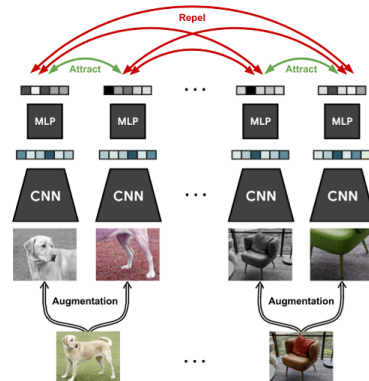 Repel
Attract
Attract
...
MLP
MLP
MLP
MLP
CNN
CNN
...
CNN
CNN
Augmentation
Augmentation
...